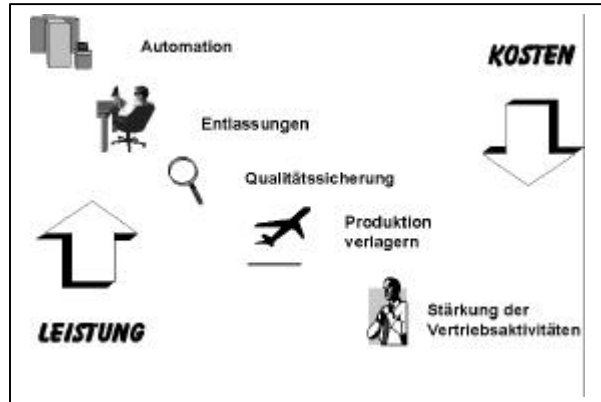 Automation
KOSTEN
Entlassungen
Qualitätssicherung
Produktion
verlagern
Stärkung der
Vertriebsaktivitäten
LEISTUNG